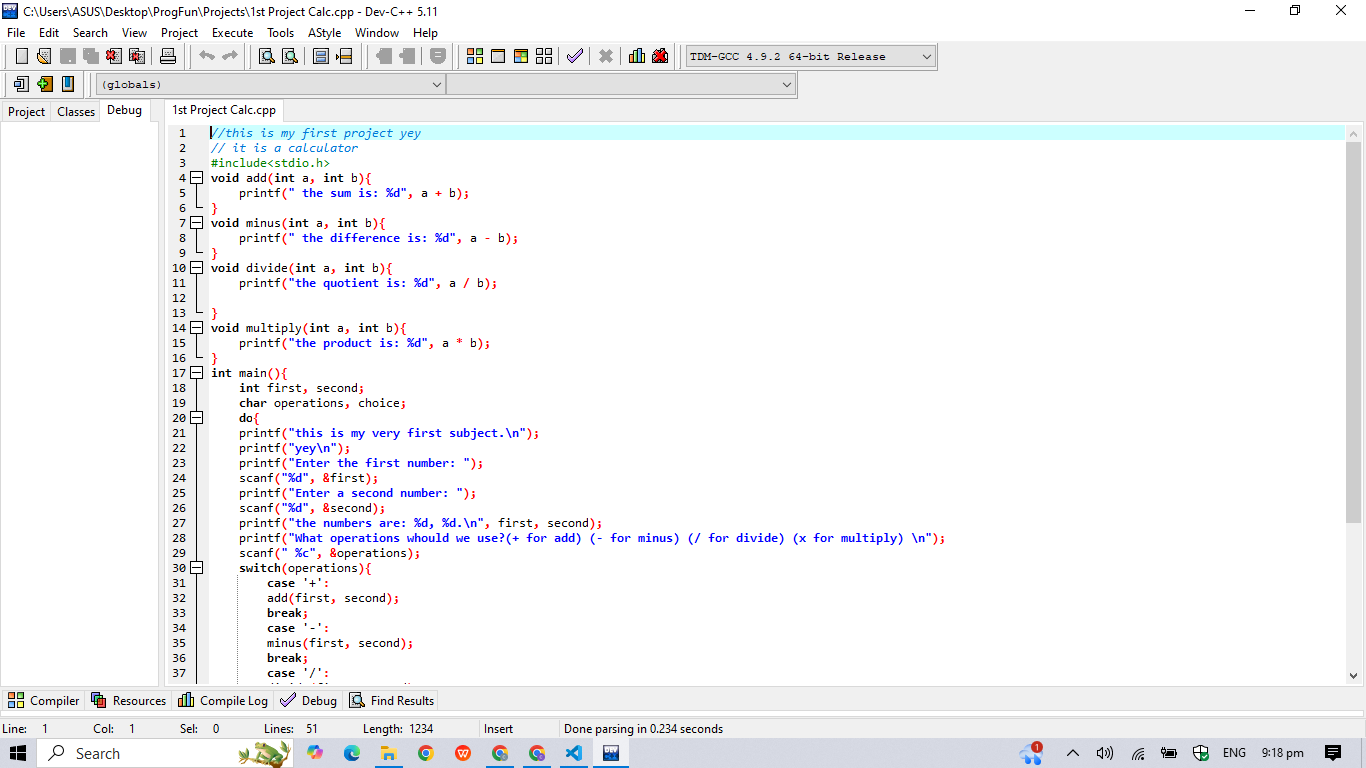 C:\Users\ASUS\Desktop\ProgFun\Projects\1st Project Calc.cpp - Dev-C++ 5.11
File Edit Search View Project Execute Tools AStyle Window Help
TDM-GCC 4.9.2 64-bit Release
(globals)
Project Classes Debug
1st Project Calc.cpp
1 //this is my first project yey
2 // it is a calculator
3 #include<stdio.h>
4 void add(int a, int b){
5 printf(" the sum is: %d", a + b);
6 }
7 void minus(int a, int b){
8 printf(" the difference is: %d", a - b);
9 }
10 void divide(int a, int b){
11 printf("the quotient is: %d", a / b);
12
13 }
14 void multiply(int a, int b){
15 printf("the product is: %d", a * b);
16 }
17 int main(){
18 int first, second;
19 char operations, choice;
20 do{
21 printf("this is my very first subject.\n");
22 printf("yey\n");
23 printf("Enter the first number: ");
24 scanf("%d", &first);
25 printf("Enter a second number: ");
26 scanf("%d", &second);
27 printf("the numbers are: %d, %d.\n", first, second);
28 printf("What operations whould we use?(+ for add) (- for minus) (/ for divide) (x for multiply) \n");
29 scanf(" %c", &operations);
30 switch(operations){
31 case '+':
32 add(first, second);
33 break;
34 case '-':
35 minus(first, second);
36 break;
37 case '/':
Compiler Resources Compile Log Debug Find Results
Line: 1 Col: 1 Sel: 0 Lines: 51 Length: 1234 Insert Done parsing in 0.234 seconds
Search
1
ENG 9:18 pm